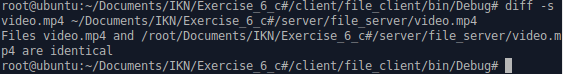 root@ubuntu:~/Documents/IKN/Exercise_6_c#/client/file_client/bin/Debug# diff -s
video.mp4 ~/Documents/IKN/Exercise_6_c#/server/file_server/video.mp4
Files video.mp4 and /root/Documents/IKN/Exercise_6_c#/server/file_server/video.m
p4 are identical
root@ubuntu:~/Documents/IKN/Exercise_6_c#/client/file_client/bin/Debug#